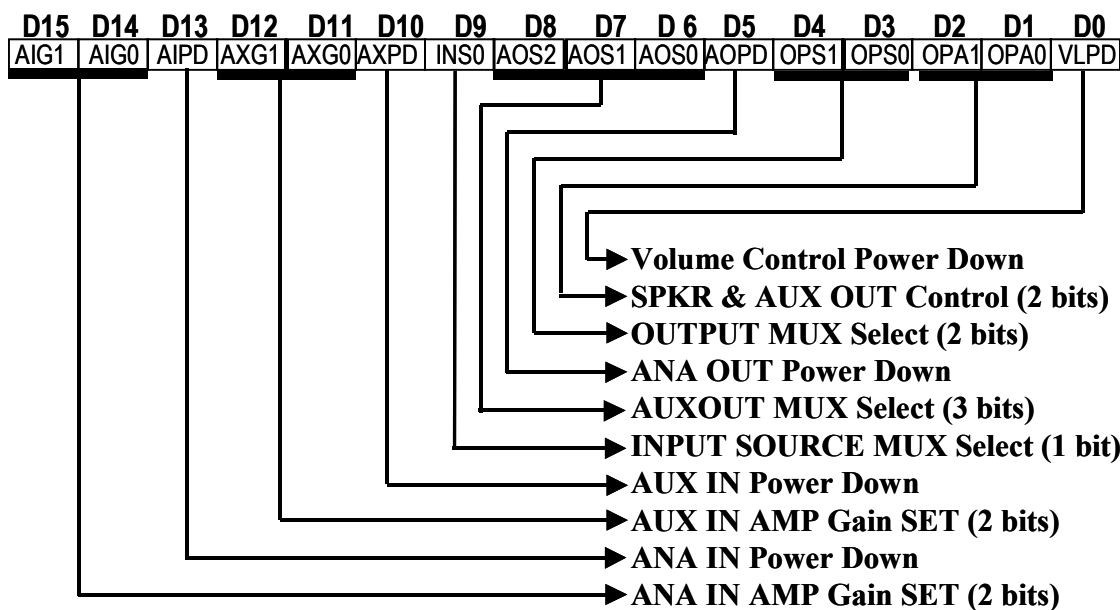 D15 D14 D13 D12 D11 D10 D9 D8 D7 D 6 D5 D4 D3 D2 D1 D0
AIG1 AIG0 AIPD AXG1 AXG0 AXPD INS0 AOS2 AOS1 AOS0 AOPD OPS1 OPS0 OPA1 OPA0 VLPD
Volume Control Power Down
SPKR & AUX OUT Control (2 bits)
OUTPUT MUX Select (2 bits)
ANA OUT Power Down
AUXOUT MUX Select (3 bits)
INPUT SOURCE MUX Select (1 bit)
AUX IN Power Down
AUX IN AMP Gain SET (2 bits)
ANA IN Power Down
ANA IN AMP Gain SET (2 bits)